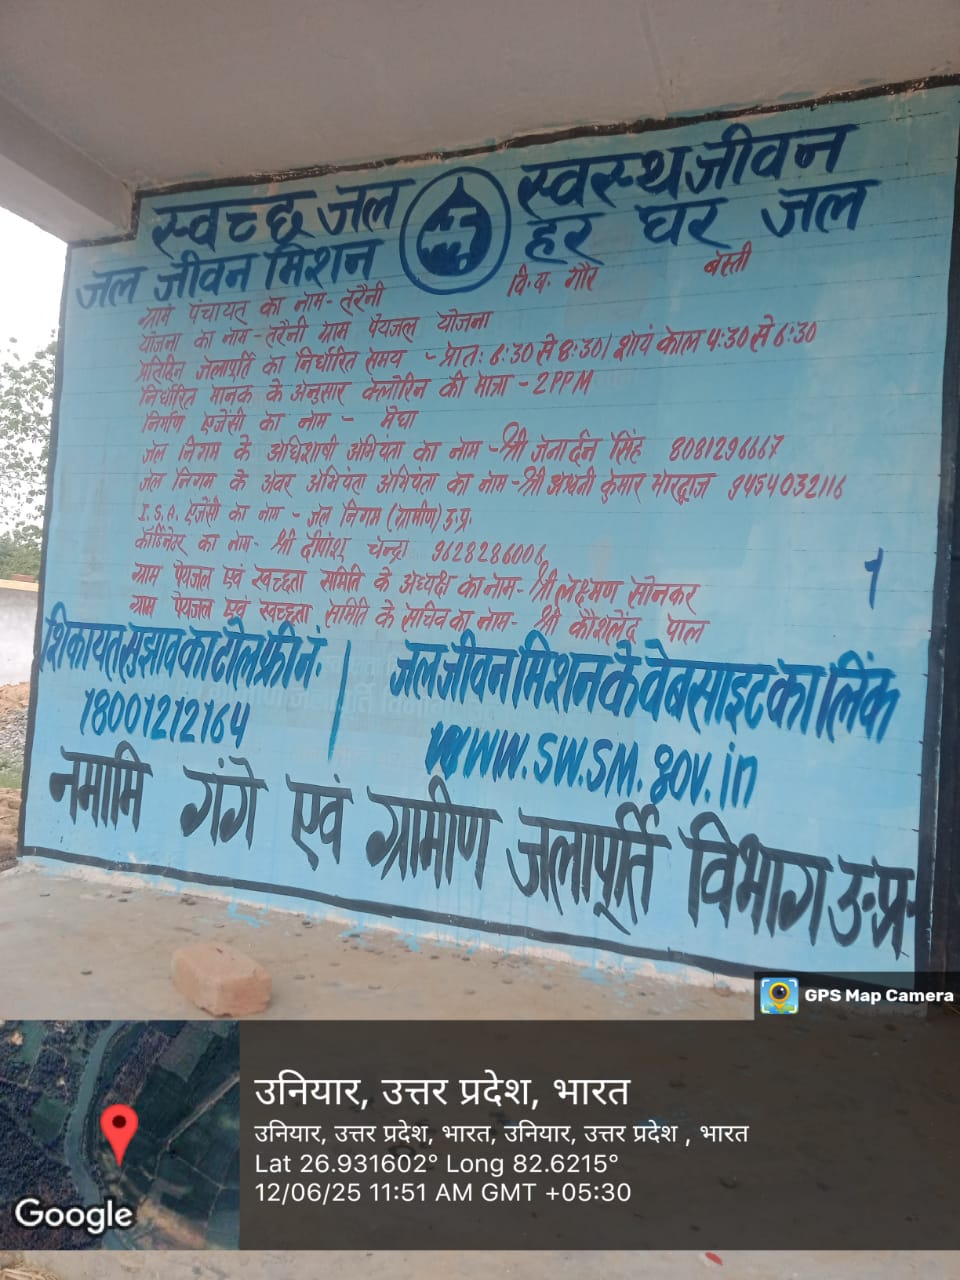 स्वच्छ जल स्वस्थ जीवन
जल जीवन मिशन हर घर जल
ग्राम पंचायत का नाम - तरैनी वि.ख. गौर बस्ती
योजना का नाम - तरैनी ग्राम पेयजल योजना
प्रतिदिन जलापूर्ति का निर्धारित समय - प्रातः 6:30 से 8:30/शायं काल 4:30 से 6:30
निर्धारित मानक के अनुसार क्लोरिन की मात्रा - 2PPM
निर्माण एजेंसी का नाम - मेघा
जल निगम के अधिशाषी अभियंता का नाम - श्री जनार्दन सिंह 8081296667
जल निगम के अवर अभियंता अभियंता का नाम - श्री अश्वनी कुमार भारद्वाज 9454032116
I.S.A. एजेंसी का नाम - जल निगम (ग्रामीण) उ.प्र.
कॉर्डिनेटर का नाम - श्री दीपांशु चन्द्रा 9628286006
ग्राम पेयजल एवं स्वच्छता समिति के अध्यक्ष का नाम - श्री लक्ष्मण सोनकर
ग्राम पेयजल एवं स्वच्छता समिति के सचिव का नाम - श्री कौशलेंद पाल
1
शिकायत सुझाव का टोल फ्री नं. | जल जीवन मिशन के वेबसाइट का लिंक
18001212164 www.SW.SM.gov.in
नमामि गंगे एवं ग्रामीण जलापूर्ति विभाग उ.प्र.
GPS Map Camera
उनियार, उत्तर प्रदेश, भारत
उनियार, उत्तर प्रदेश, भारत, उनियार, उत्तर प्रदेश , भारत
Lat 26.931602° Long 82.6215°
12/06/25 11:51 AM GMT +05:30
Google